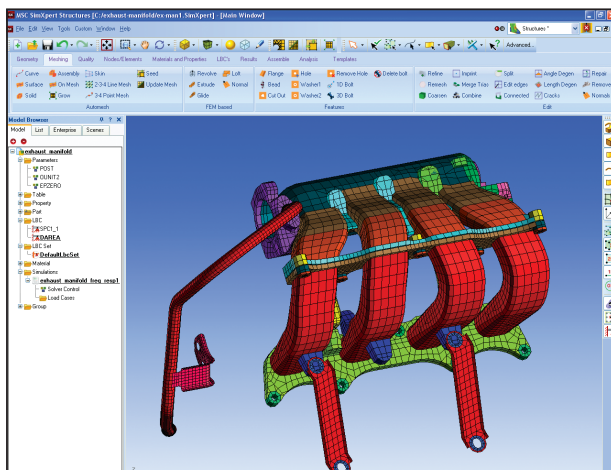 MSC SimXpert Structures [C:/exhaust-manifold/ex-man1.SimXpert] - [Main Window]
File Edit View Tools Custom Window Help
Structures
Advanced...
Geometry Meshing Quality Nodes/Elements Materials and Properties LBC's Results Assemble Analysis Templates
Curve Assembly Skin Seed Revolve Loft Flange Hole Remove Hole Delete bolt Refine Imprint Split Angle Degen Repair
Surface On Mesh 2-3-4 Line Mesh Update Mesh Extrude Normal Bead Washer1 1D Bolt Remesh Merge Trias Edit edges Length Degen Remove
Solid Grow 3-4 Point Mesh Glide Cut Out Washer2 3D Bolt Coarsen Combine Connected Cracks Normals
Automesh FEM based Features Edit
Model Browser
Model List Enterprise Scenes
exhaust_manifold
Parameters
POST
OUNIT2
EPZERO
Table
Property
Part
LBC
SPC1_1
DAREA
LBC Set
DefaultLbcSet
Material
Simulations
exhaust_manifold_freq_resp1
Solver Control
Load Cases
Group